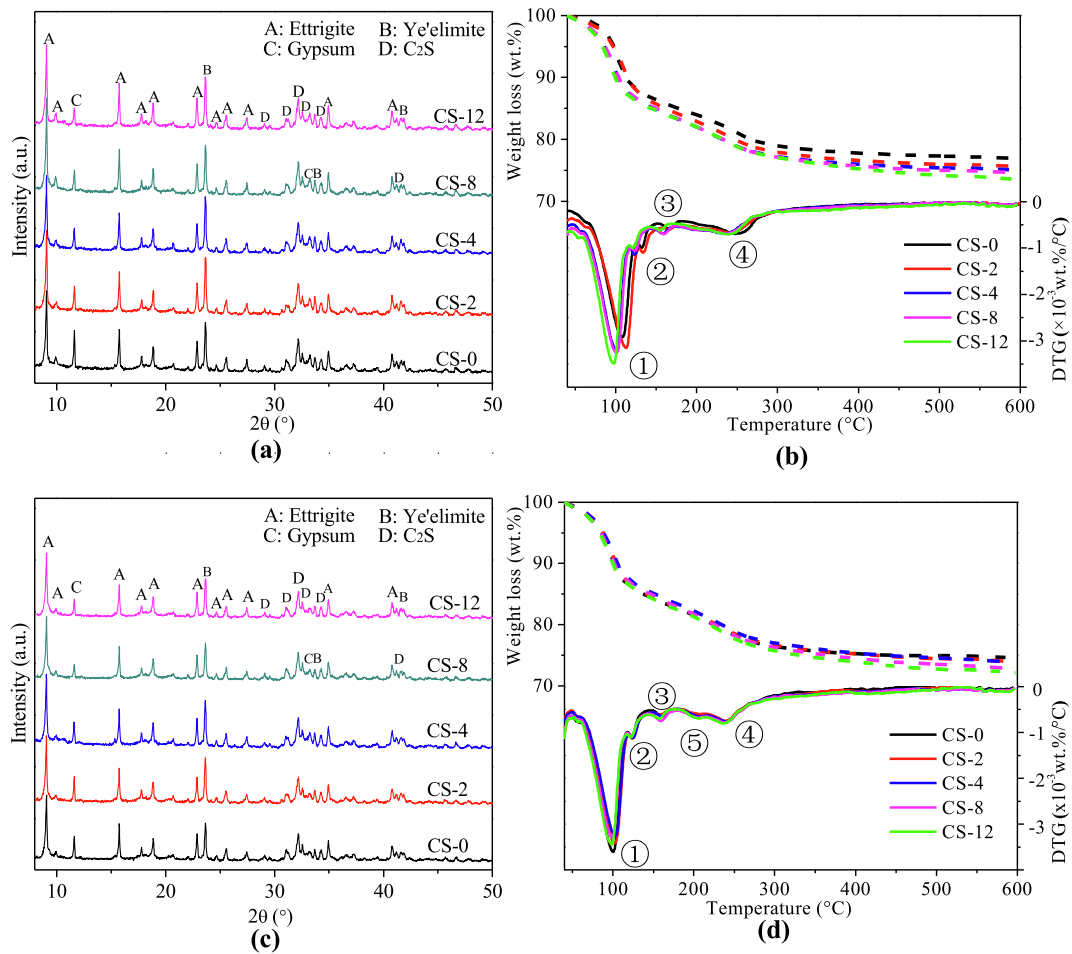 A: Ettrigite B: Ye'elimite
C: Gypsum D: C2S
A
A
C
A
A
A
A
B
A
A
A
D
D
D
D
D
A
A
B
CS-12
CB
D
CS-8
CS-4
CS-2
CS-0
Intensity (a.u.)
10 20 30 40 50
2θ (°)
(a)
100
90
80
70
Weight loss (wt.%)
③
②
④
①
CS-0
CS-2
CS-4
CS-8
CS-12
0
-1
-2
-3
DTG (×10⁻³wt.%/°C)
100 200 300 400 500 600
Temperature (°C)
(b)
A: Ettrigite B: Ye'elimite
C: Gypsum D: C2S
A
A
C
A
A
A
A
B
A
A
A
D
D
D
D
D
A
A
B
CS-12
CB
D
CS-8
CS-4
CS-2
CS-0
Intensity (a.u.)
10 20 30 40 50
2θ (°)
(c)
100
90
80
70
Weight loss (wt.%)
③
②
⑤
④
①
CS-0
CS-2
CS-4
CS-8
CS-12
0
-1
-2
-3
DTG (x10⁻³wt.%/°C)
100 200 300 400 500 600
Temperature (°C)
(d)